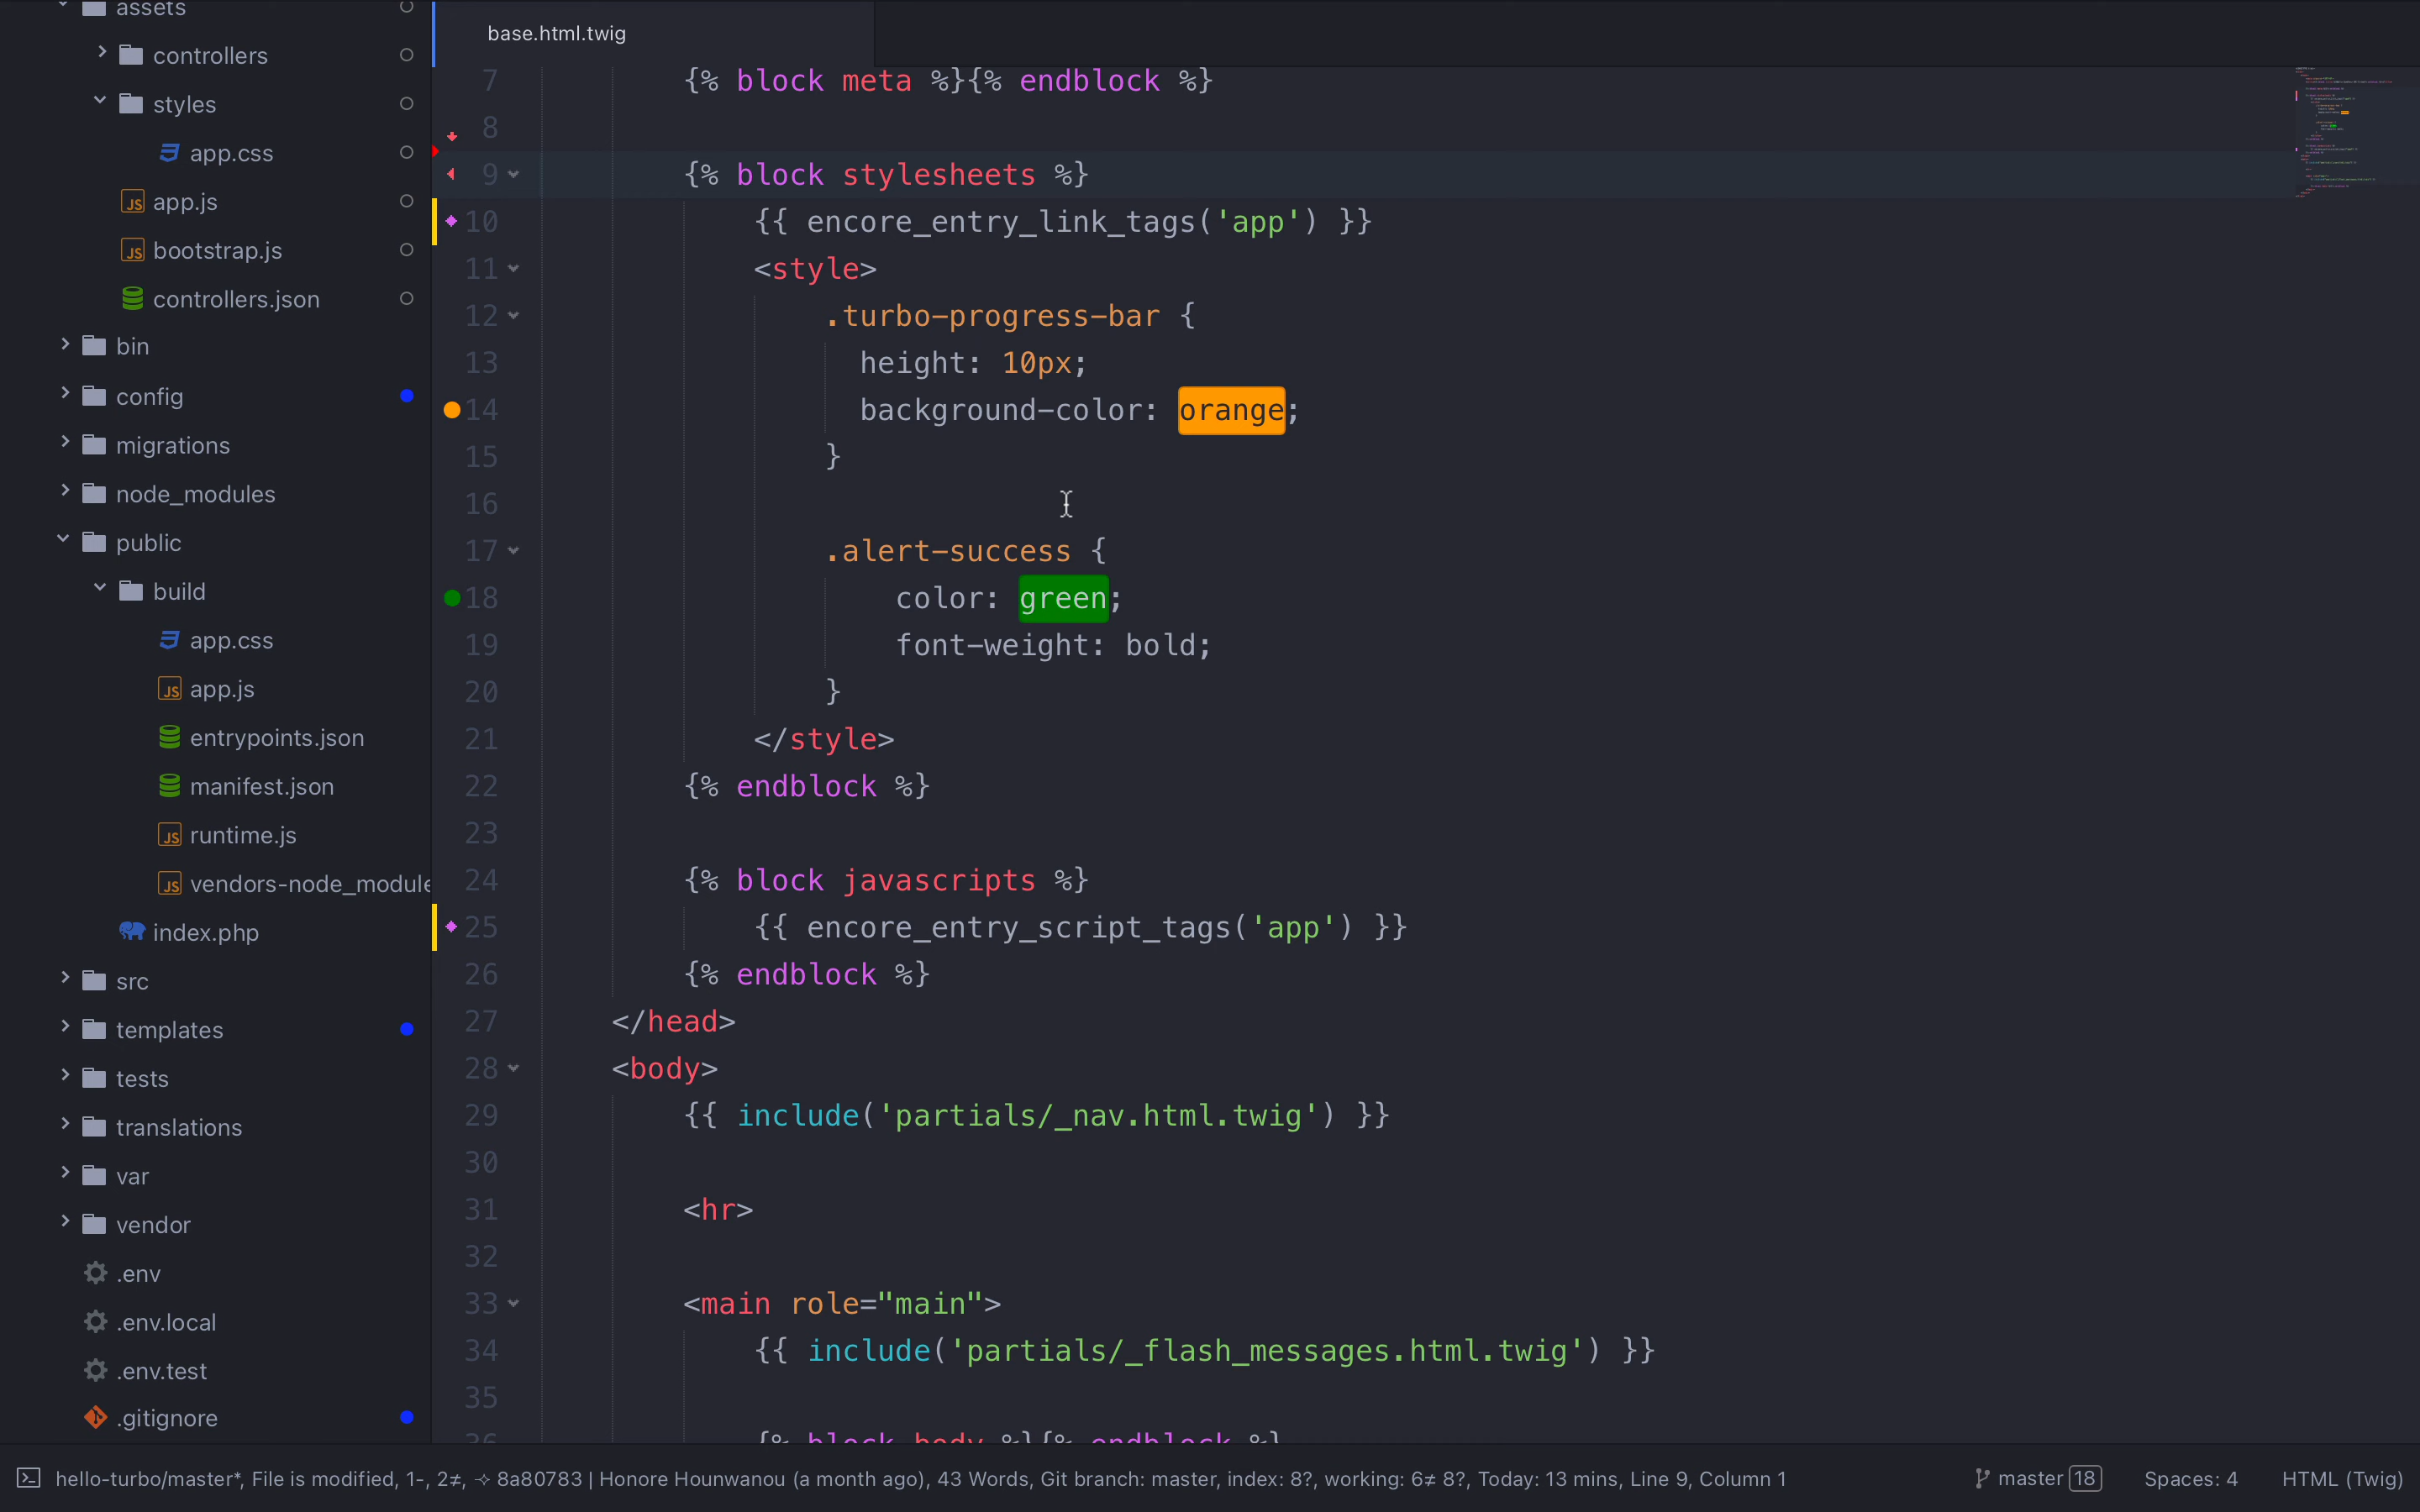 assets
controllers
styles
app.css
app.js
bootstrap.js
controllers.json
bin
config
migrations
node_modules
public
build
app.css
app.js
entrypoints.json
manifest.json
runtime.js
vendors-node_module
index.php
src
templates
tests
translations
var
vendor
.env
.env.local
.env.test
.gitignore
base.html.twig
7 {% block meta %}{% endblock %}
8
9 {% block stylesheets %}
10 {{ encore_entry_link_tags('app') }}
11 <style>
12 .turbo-progress-bar {
13 height: 10px;
14 background-color: orange;
15 }
16
17 .alert-success {
18 color: green;
19 font-weight: bold;
20 }
21 </style>
22 {% endblock %}
23
24 {% block javascripts %}
25 {{ encore_entry_script_tags('app') }}
26 {% endblock %}
27 </head>
28 <body>
29 {{ include('partials/_nav.html.twig') }}
30
31 <hr>
32
33 <main role="main">
34 {{ include('partials/_flash_messages.html.twig') }}
35
36 {% block body %}{% endblock %}
hello-turbo/master*, File is modified, 1-, 2≠, ⟢ 8a80783 | Honore Hounwanou (a month ago), 43 Words, Git branch: master, index: 8?, working: 6≠ 8?, Today: 13 mins, Line 9, Column 1
master 18
Spaces: 4
HTML (Twig)